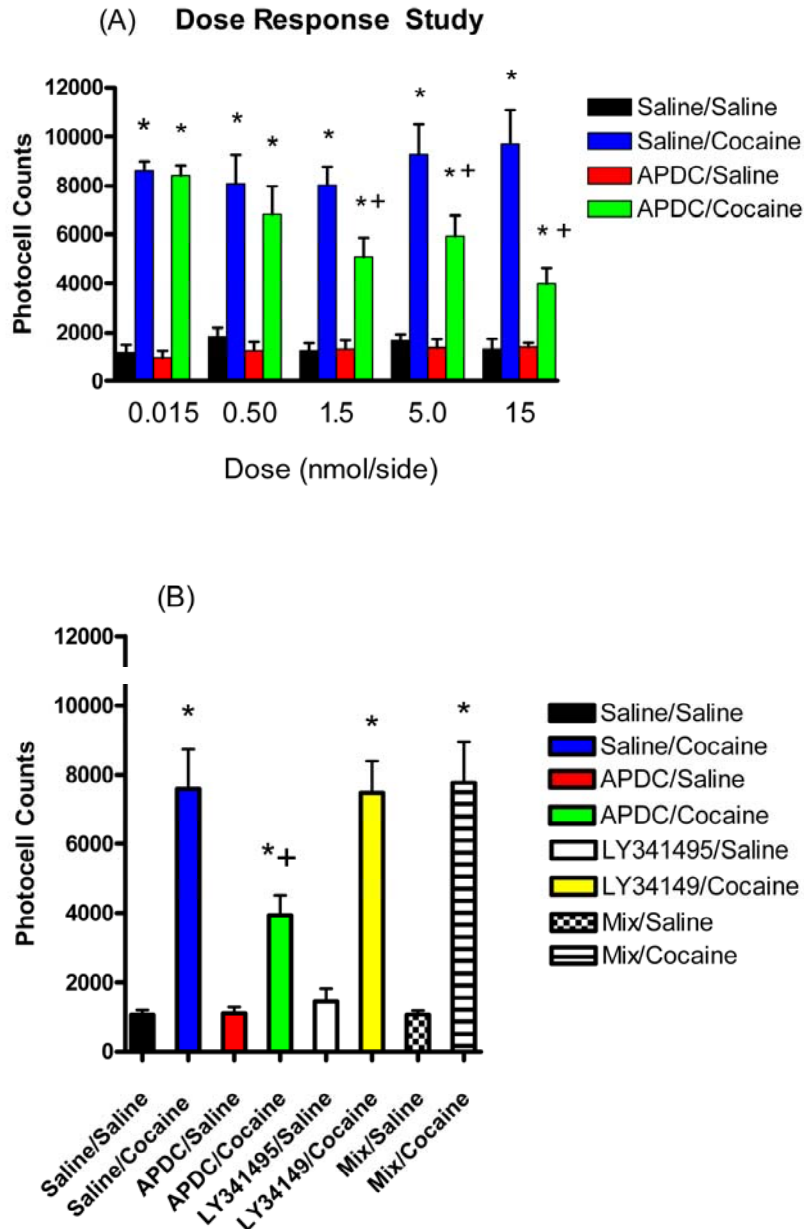 (A) Dose Response Study
12000
10000
8000
6000
4000
2000
0
Photocell Counts
* * * * * *+ * *+ * *+
0.015 0.50 1.5 5.0 15
Dose (nmol/side)
Saline/Saline
Saline/Cocaine
APDC/Saline
APDC/Cocaine
(B)
12000
10000
8000
6000
4000
2000
0
Photocell Counts
* *+ * *
Saline/Saline
Saline/Cocaine
APDC/Saline
APDC/Cocaine
LY341495/Saline
LY34149/Cocaine
Mix/Saline
Mix/Cocaine
Saline/Saline
Saline/Cocaine
APDC/Saline
APDC/Cocaine
LY341495/Saline
LY34149/Cocaine
Mix/Saline
Mix/Cocaine